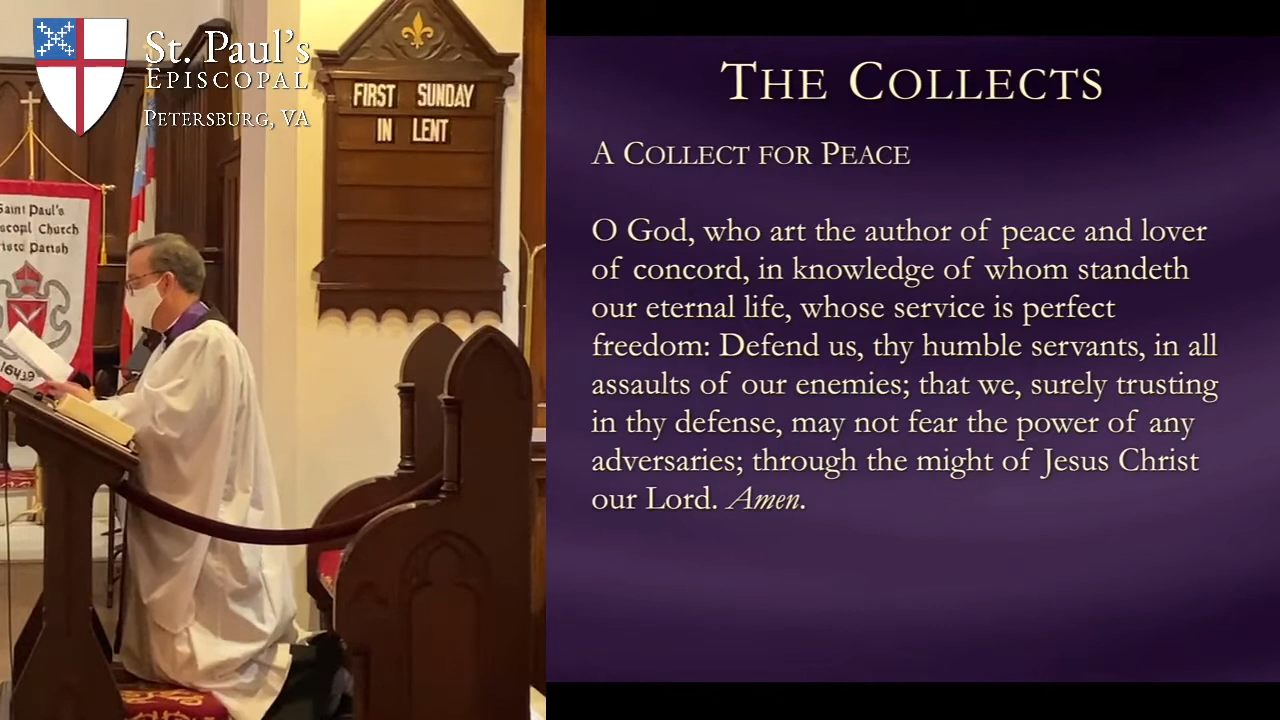 St. Paul's
Episcopal
Petersburg, VA
FIRST SUNDAY
IN LENT
Saint Paul's
scopal Church
risto Parish
1643
The Collects
A Collect for Peace
O God, who art the author of peace and lover
of concord, in knowledge of whom standeth
our eternal life, whose service is perfect
freedom: Defend us, thy humble servants, in all
assaults of our enemies; that we, surely trusting
in thy defense, may not fear the power of any
adversaries; through the might of Jesus Christ
our Lord. Amen.